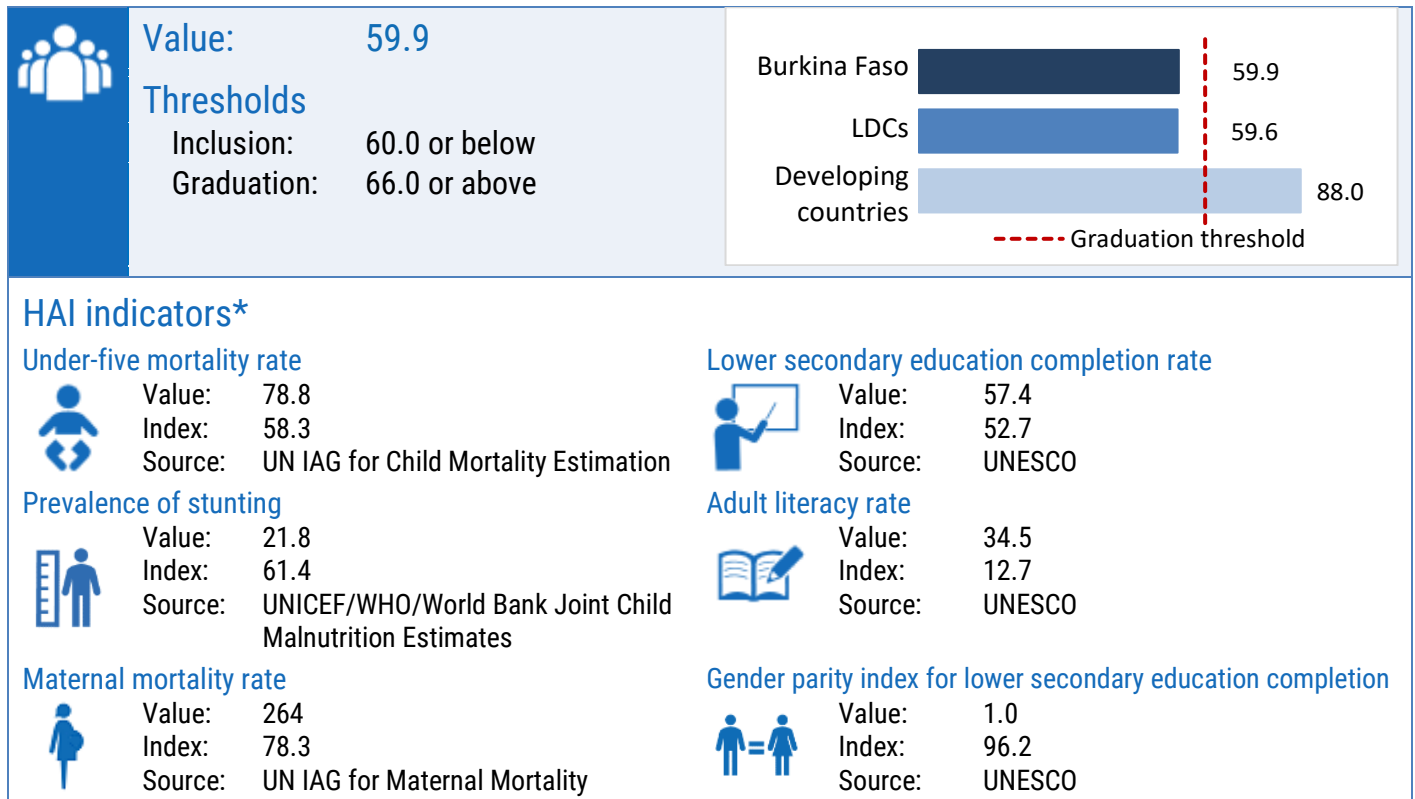 Value: 59.9
Thresholds
Inclusion: 60.0 or below
Graduation: 66.0 or above
Burkina Faso 59.9
LDCs 59.6
Developing
countries
88.0
Graduation threshold
HAI indicators*
Under-five mortality rate
Value: 78.8
Index: 58.3
Source: UN IAG for Child Mortality Estimation
Prevalence of stunting
Value: 21.8
Index: 61.4
Source: UNICEF/WHO/World Bank Joint Child
Malnutrition Estimates
Maternal mortality rate
Value: 264
Index: 78.3
Source: UN IAG for Maternal Mortality
Lower secondary education completion rate
Value: 57.4
Index: 52.7
Source: UNESCO
Adult literacy rate
Value: 34.5
Index: 12.7
Source: UNESCO
Gender parity index for lower secondary education completion
Value: 1.0
Index: 96.2
Source: UNESCO